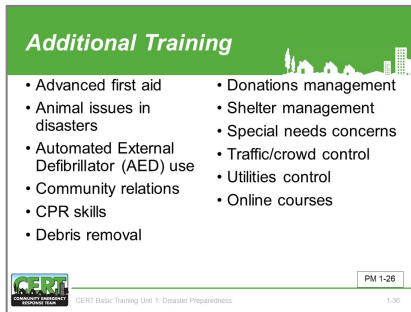 Additional Training
• Advanced first aid
• Animal issues in
disasters
• Automated External
Defibrillator (AED) use
• Community relations
• CPR skills
• Debris removal
• Donations management
• Shelter management
• Special needs concerns
• Traffic/crowd control
• Utilities control
• Online courses
PM 1-26
CERT
COMMUNITY EMERGENCY
RESPONSE TEAM
CERT Basic Training Unit 1: Disaster Preparedness
1-36